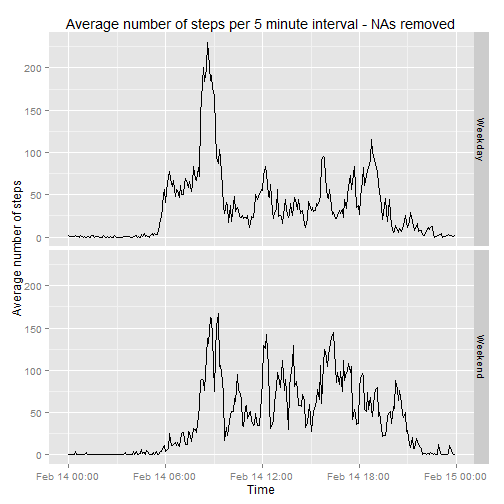 Average number of steps per 5 minute interval - NAs removed
200
150
100
50
0
Weekday
Average number of steps
200
150
100
50
0
Weekend
Feb 14 00:00
Feb 14 06:00
Feb 14 12:00
Feb 14 18:00
Feb 15 00:00
Time